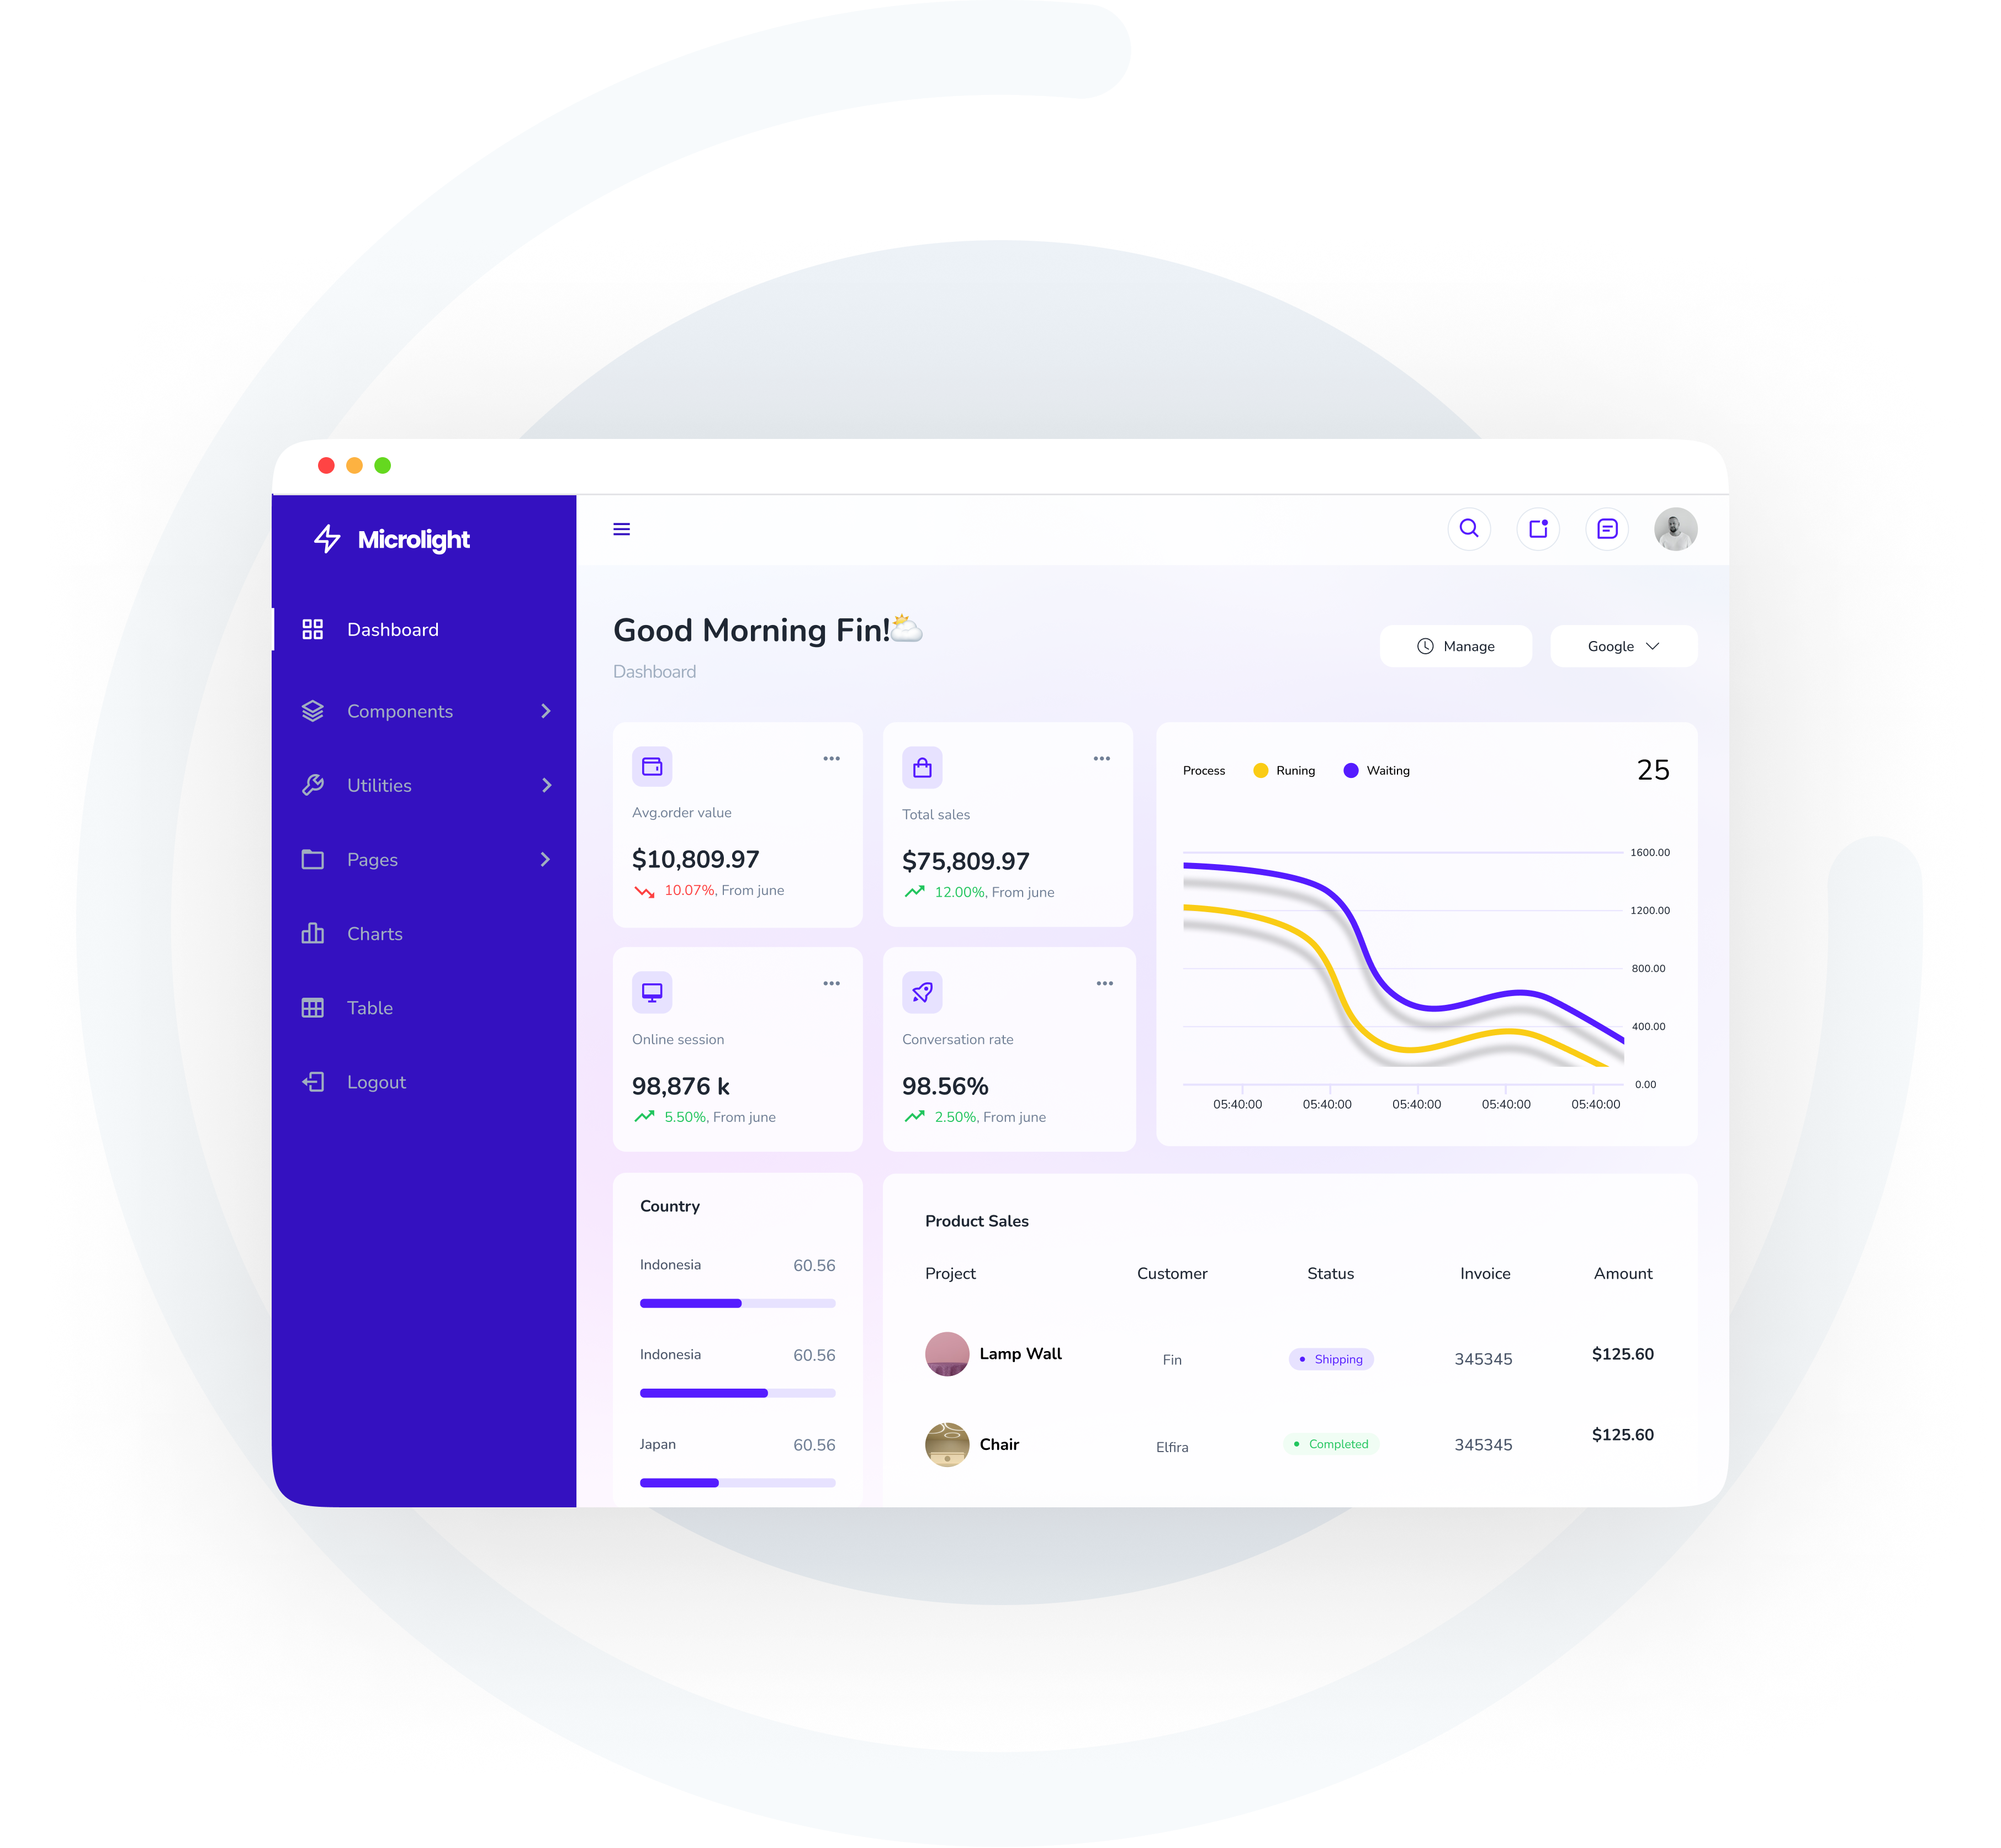 Microlight
Dashboard
Components
Utilities
Pages
Charts
Table
Logout
Good Morning Fin!
Dashboard
Manage
Google
Avg.order value
$10,809.97
10.07%, From june
Total sales
$75,809.97
12.00%, From june
Online session
98,876 k
5.50%, From june
Conversation rate
98.56%
2.50%, From june
Process
Runing
Waiting
25
1600.00
1200.00
800.00
400.00
0.00
05:40:00 05:40:00 05:40:00 05:40:00 05:40:00
Country
Indonesia 60.56
Indonesia 60.56
Japan 60.56
Product Sales
Project Customer Status Invoice Amount
Lamp Wall Fin Shipping 345345 $125.60
Chair Elfira Completed 345345 $125.60